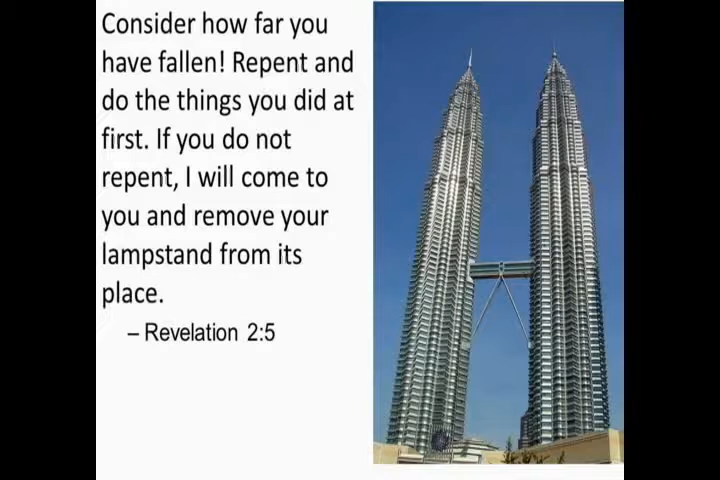 Consider how far you
have fallen! Repent and
do the things you did at
first. If you do not
repent, I will come to
you and remove your
lampstand from its
place.
– Revelation 2:5